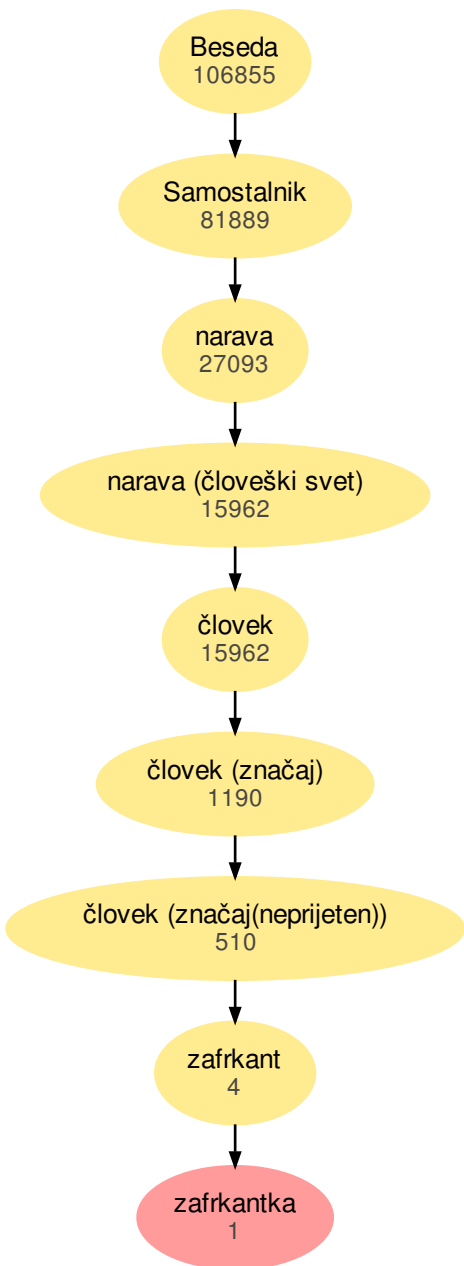 Beseda
106855
Samostalnik
81889
narava
27093
narava (človeški svet)
15962
človek
15962
človek (značaj)
1190
človek (značaj(neprijeten))
510
zafrkant
4
zafrkantka
1